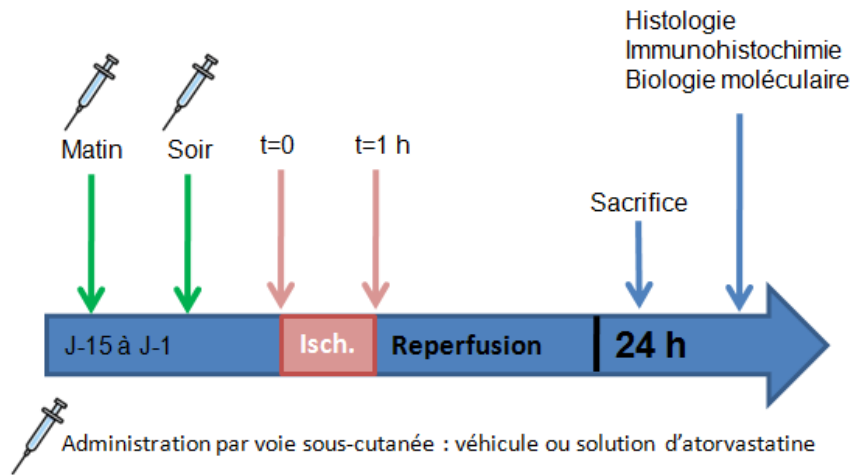 Histologie
Immunohistochimie
Biologie moléculaire
Matin
Soir
t=0
t=1 h
Sacrifice
J-15 à J-1
Isch.
Reperfusion
24 h
Administration par voie sous-cutanée : véhicule ou solution d'atorvastatine